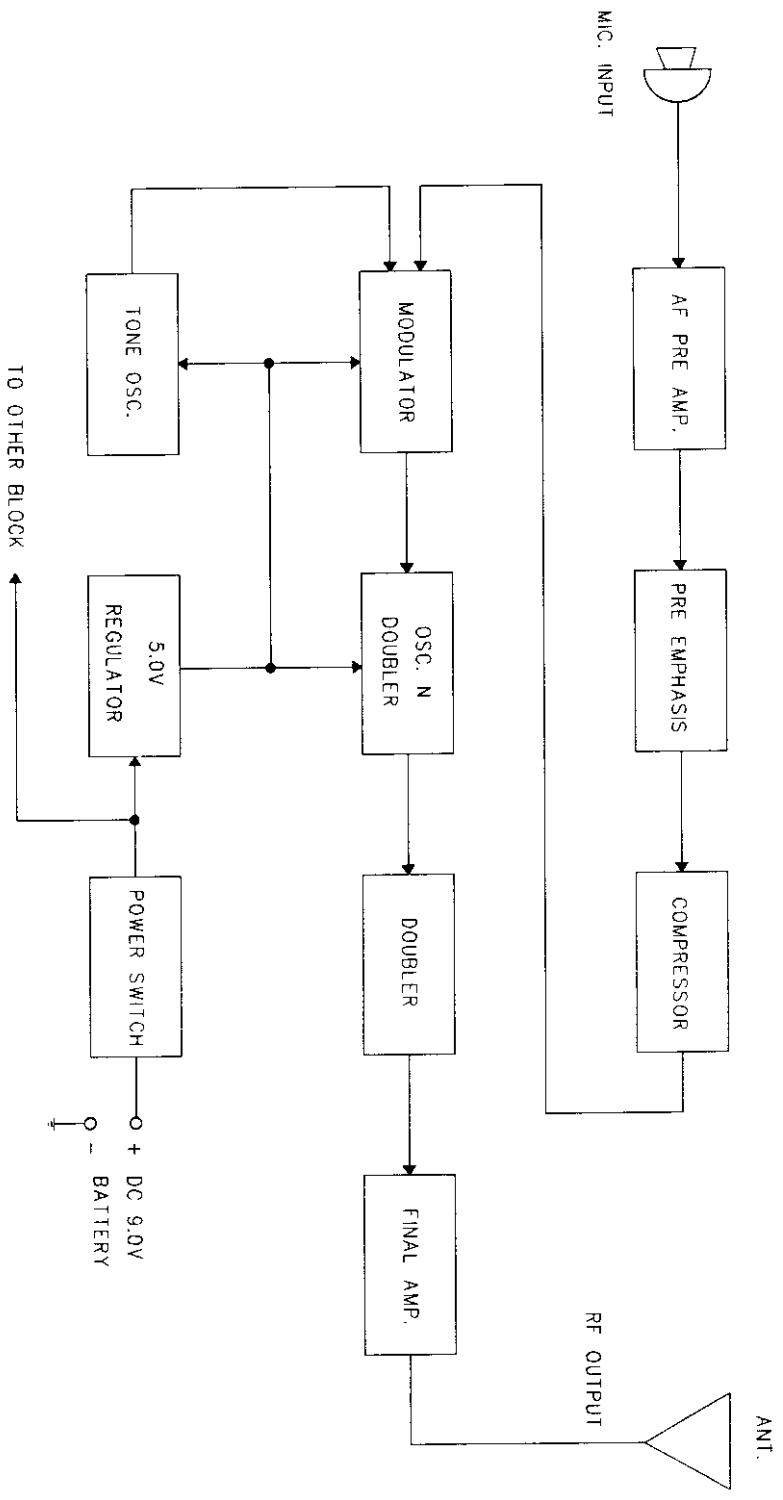 MIC. INPUT
AF PRE AMP.
PRE EMPHASIS
COMPRESSOR
ANT.
RF OUTPUT
MODULATOR
OSC. N
DOUBLER
DOUBLER
FINAL AMP.
TONE OSC.
5.0V
REGULATOR
POWER SWITCH
+ DC 9.0V
- BATTERY
TO OTHER BLOCK